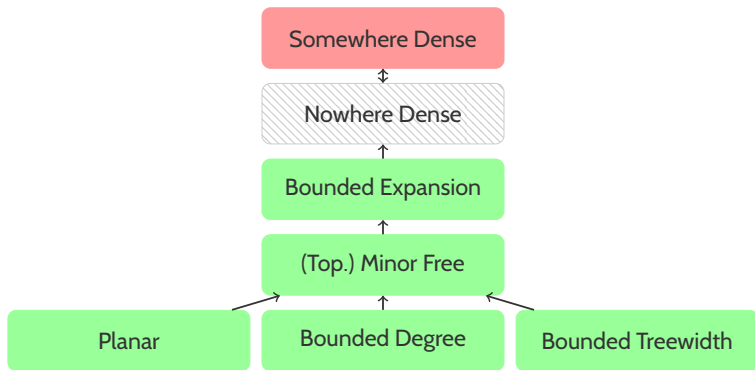 Somewhere Dense
Nowhere Dense
Bounded Expansion
(Top.) Minor Free
Planar
Bounded Degree
Bounded Treewidth